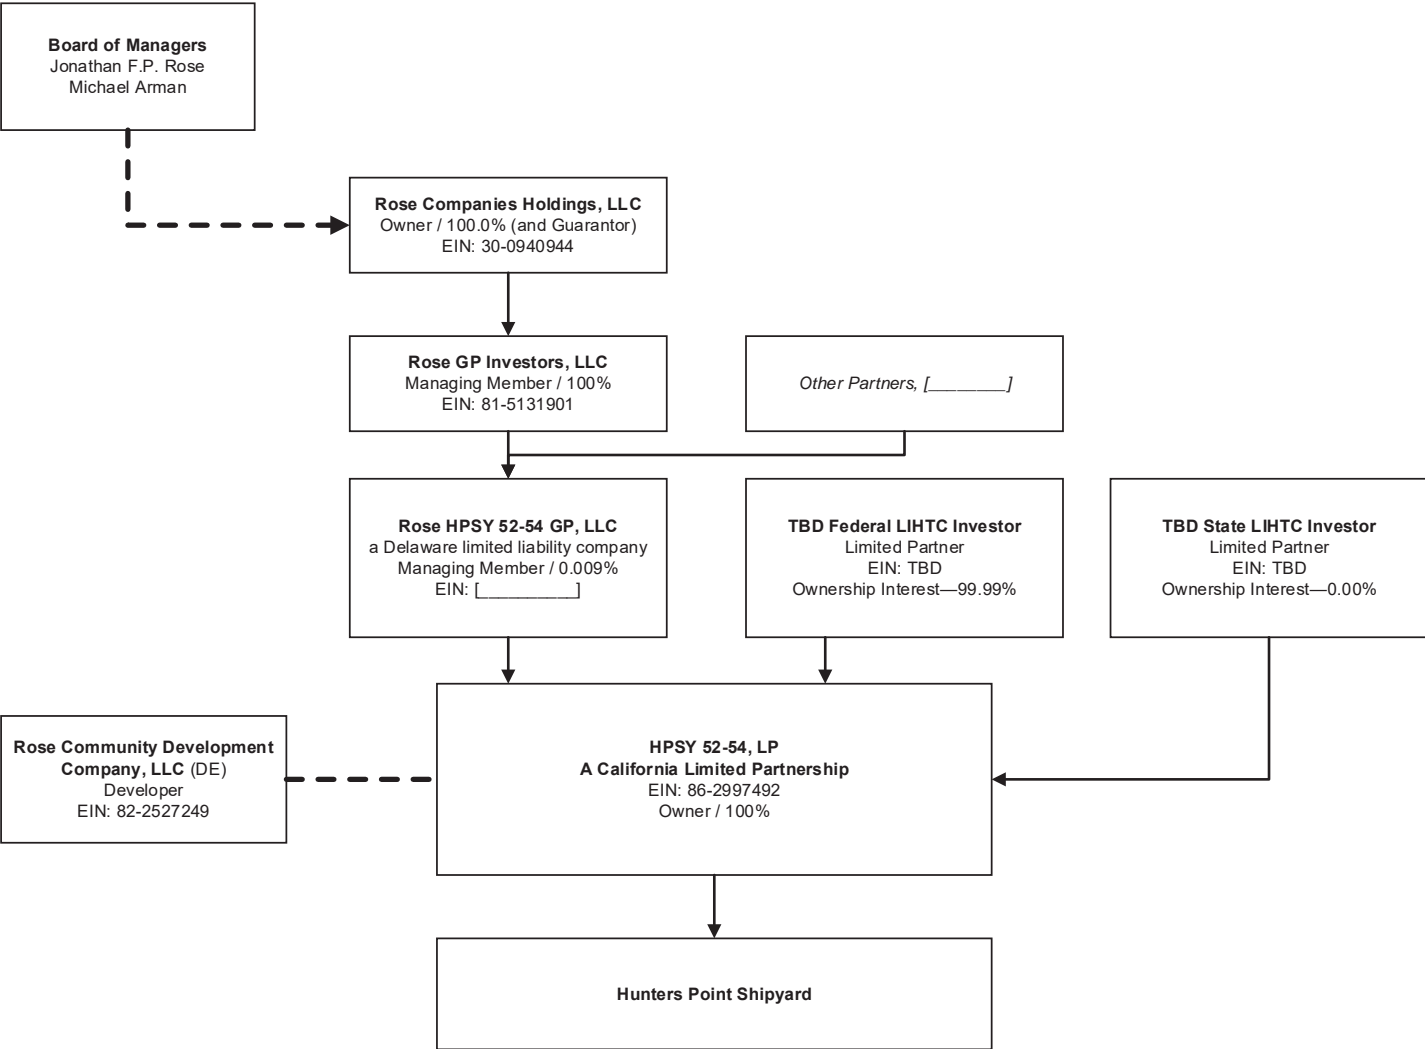 Board of Managers
Jonathan F.P. Rose
Michael Arman
Rose Companies Holdings, LLC
Owner / 100.0% (and Guarantor)
EIN: 30-0940944
Rose GP Investors, LLC
Managing Member / 100%
EIN: 81-5131901
Other Partners, [________]
Rose HPSY 52-54 GP, LLC
a Delaware limited liability company
Managing Member / 0.009%
EIN: [__________]
TBD Federal LIHTC Investor
Limited Partner
EIN: TBD
Ownership Interest—99.99%
TBD State LIHTC Investor
Limited Partner
EIN: TBD
Ownership Interest—0.00%
Rose Community Development
Company, LLC (DE)
Developer
EIN: 82-2527249
HPSY 52-54, LP
A California Limited Partnership
EIN: 86-2997492
Owner / 100%
Hunters Point Shipyard